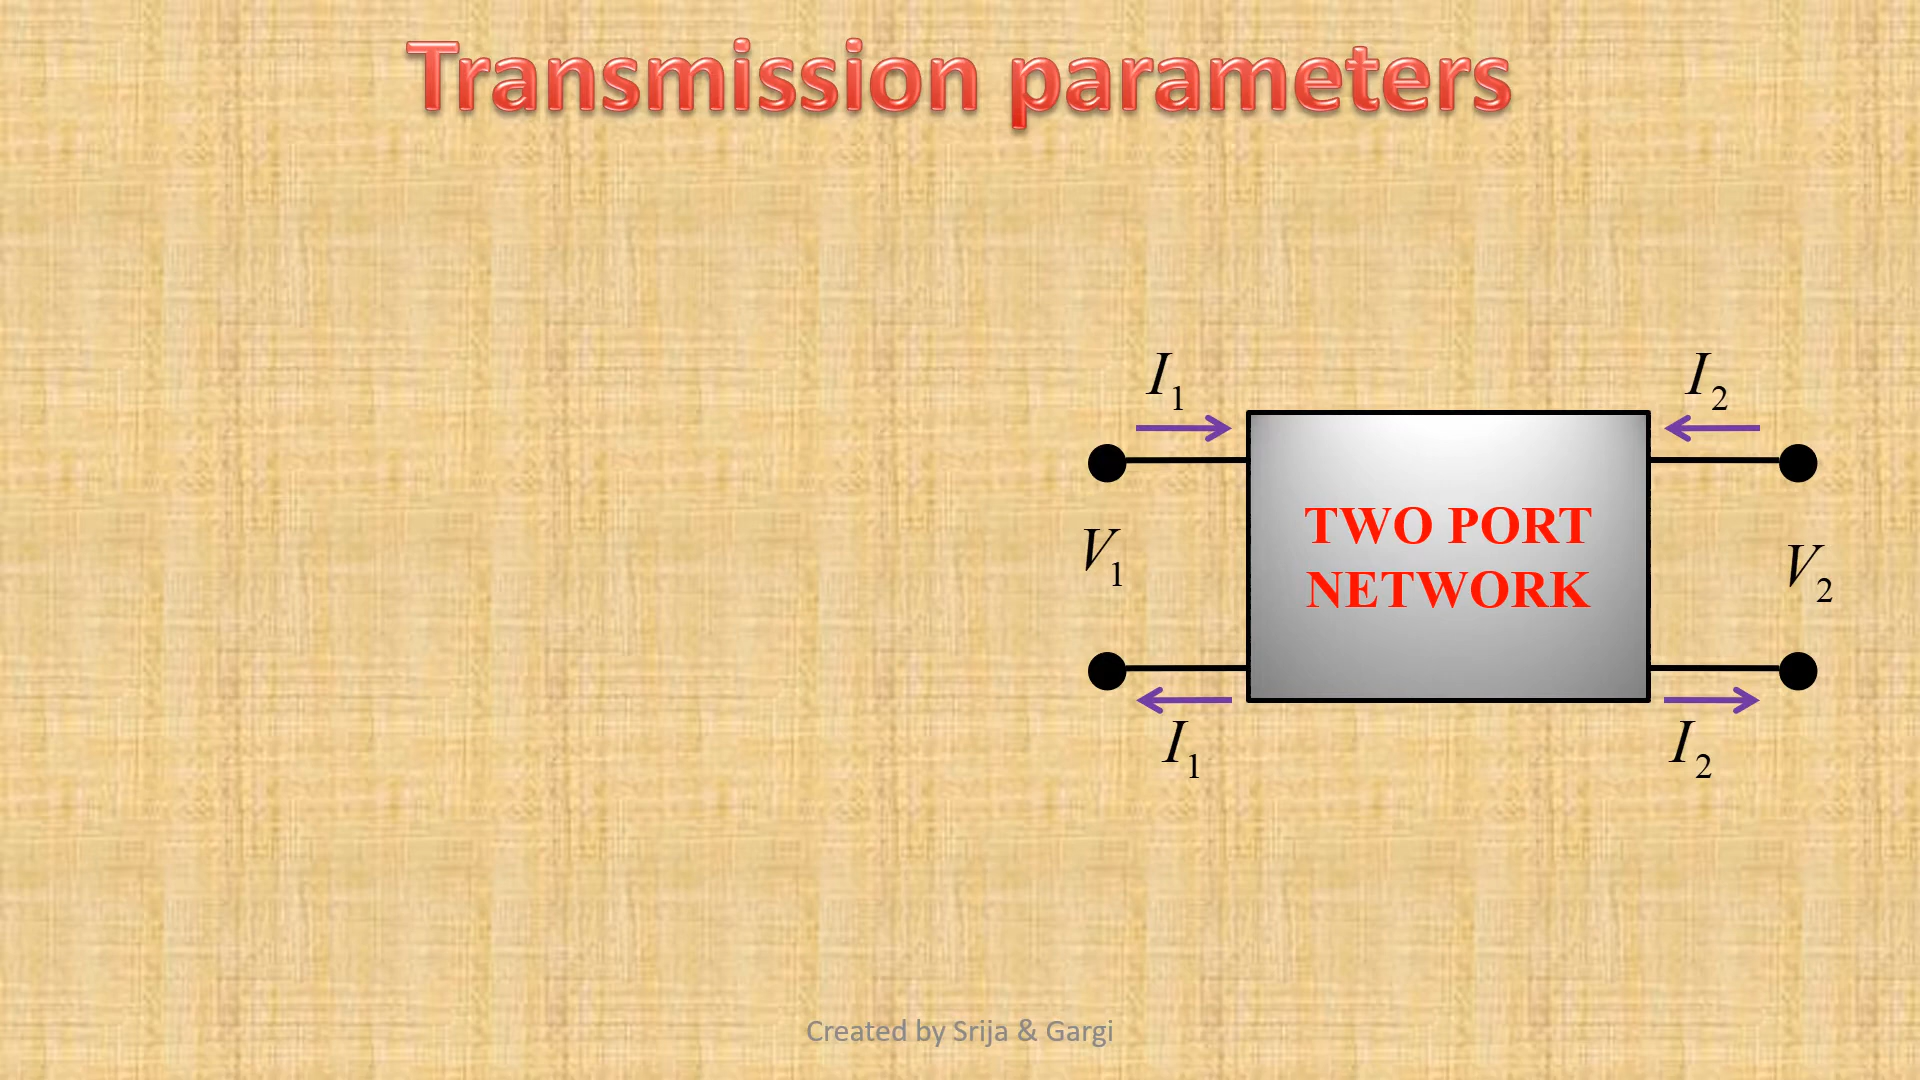 Transmission parameters
I1
I2
TWO PORT
NETWORK
V1
V2
I1
I2
Created by Srija & Gargi